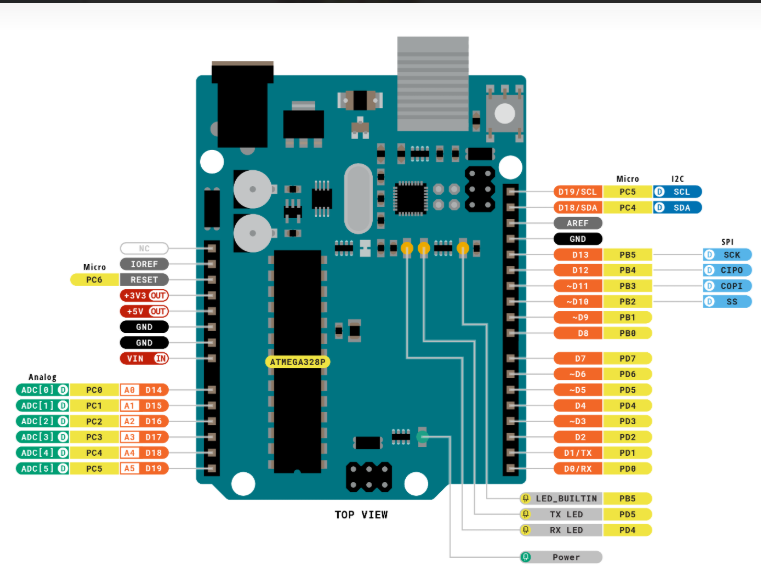 Micro I2C
D19/SCL PC5 D SCL
D18/SDA PC4 D SDA
AREF
GND
SPI
D13 PB5 D SCK
D12 PB4 D CIPO
~D11 PB3 D COPI
~D10 PB2 D SS
~D9 PB1
D8 PB0
D7 PD7
~D6 PD6
~D5 PD5
D4 PD4
~D3 PD3
D2 PD2
D1/TX PD1
D0/RX PD0
NC
IOREF
Micro
PC6 RESET
+3V3 OUT
+5V OUT
GND
GND
VIN IN
Analog
ADC[0] D PC0 A0 D14
ADC[1] D PC1 A1 D15
ADC[2] D PC2 A2 D16
ADC[3] D PC3 A3 D17
ADC[4] D PC4 A4 D18
ADC[5] D PC5 A5 D19
ATMEGA328P
LED_BUILTIN PB5
TX LED PD5
RX LED PD4
Power
TOP VIEW